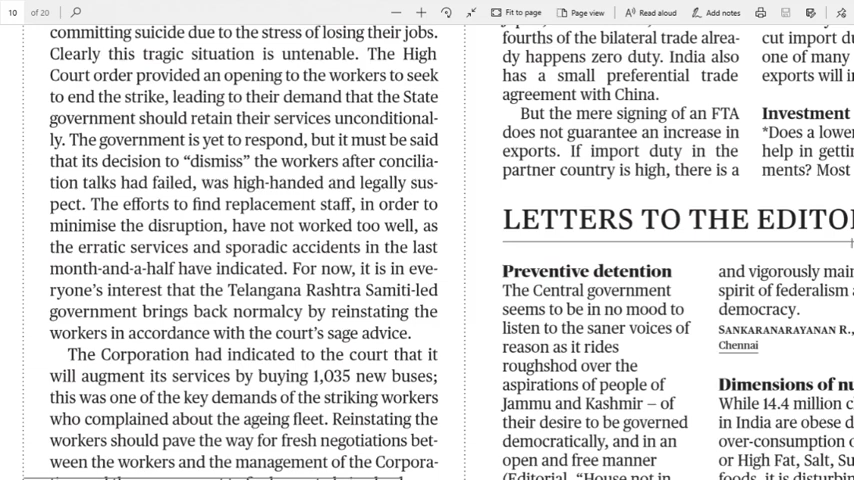 10 of 20
Fit to page
Page view
Read aloud
Add notes
committing suicide due to the stress of losing their jobs.
Clearly this tragic situation is untenable. The High
Court order provided an opening to the workers to seek
to end the strike, leading to their demand that the State
government should retain their services unconditional-
ly. The government is yet to respond, but it must be said
that its decision to “dismiss” the workers after concilia-
tion talks had failed, was high-handed and legally sus-
pect. The efforts to find replacement staff, in order to
minimise the disruption, have not worked too well, as
the erratic services and sporadic accidents in the last
month-and-a-half have indicated. For now, it is in eve-
ryone’s interest that the Telangana Rashtra Samiti-led
government brings back normalcy by reinstating the
workers in accordance with the court’s sage advice.
The Corporation had indicated to the court that it
will augment its services by buying 1,035 new buses;
this was one of the key demands of the striking workers
who complained about the ageing fleet. Reinstating the
workers should pave the way for fresh negotiations bet-
ween the workers and the management of the Corpora-
fourths of the bilateral trade alrea-
dy happens zero duty. India also
has a small preferential trade
agreement with China.
But the mere signing of an FTA
does not guarantee an increase in
exports. If import duty in the
partner country is high, there is a
cut import du
one of many
exports will i
Investment
*Does a lowe
help in gettin
ments? Most
LETTERS TO THE EDITO
Preventive detention
The Central government
seems to be in no mood to
listen to the saner voices of
reason as it rides
roughshod over the
aspirations of people of
Jammu and Kashmir — of
their desire to be governed
democratically, and in an
open and free manner
(Editorial, “House not in
and vigorously main
spirit of federalism a
democracy.
SANKARANARAYANAN R.,
Chennai
Dimensions of nu
While 14.4 million c
in India are obese d
over-consumption o
or High Fat, Salt, Su
foods, it is disturbin